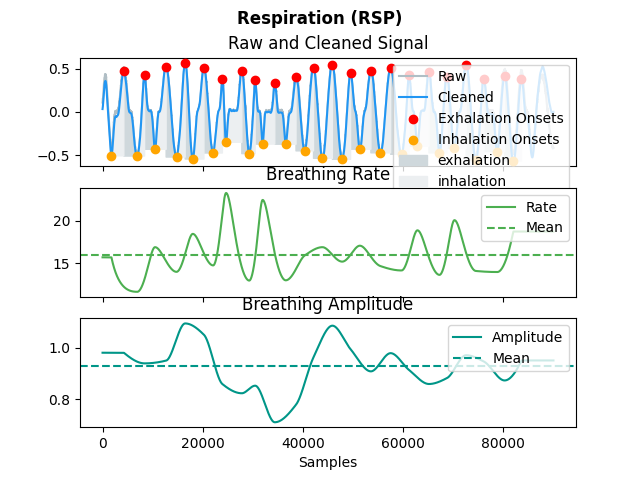 Respiration (RSP)
Raw and Cleaned Signal
0.5
0.0
−0.5
Raw
Cleaned
Exhalation Onsets
Inhalation Onsets
exhalation
inhalation
Breathing Rate
20
15
Rate
Mean
Breathing Amplitude
1.0
0.8
Amplitude
Mean
0
20000
40000
60000
80000
Samples